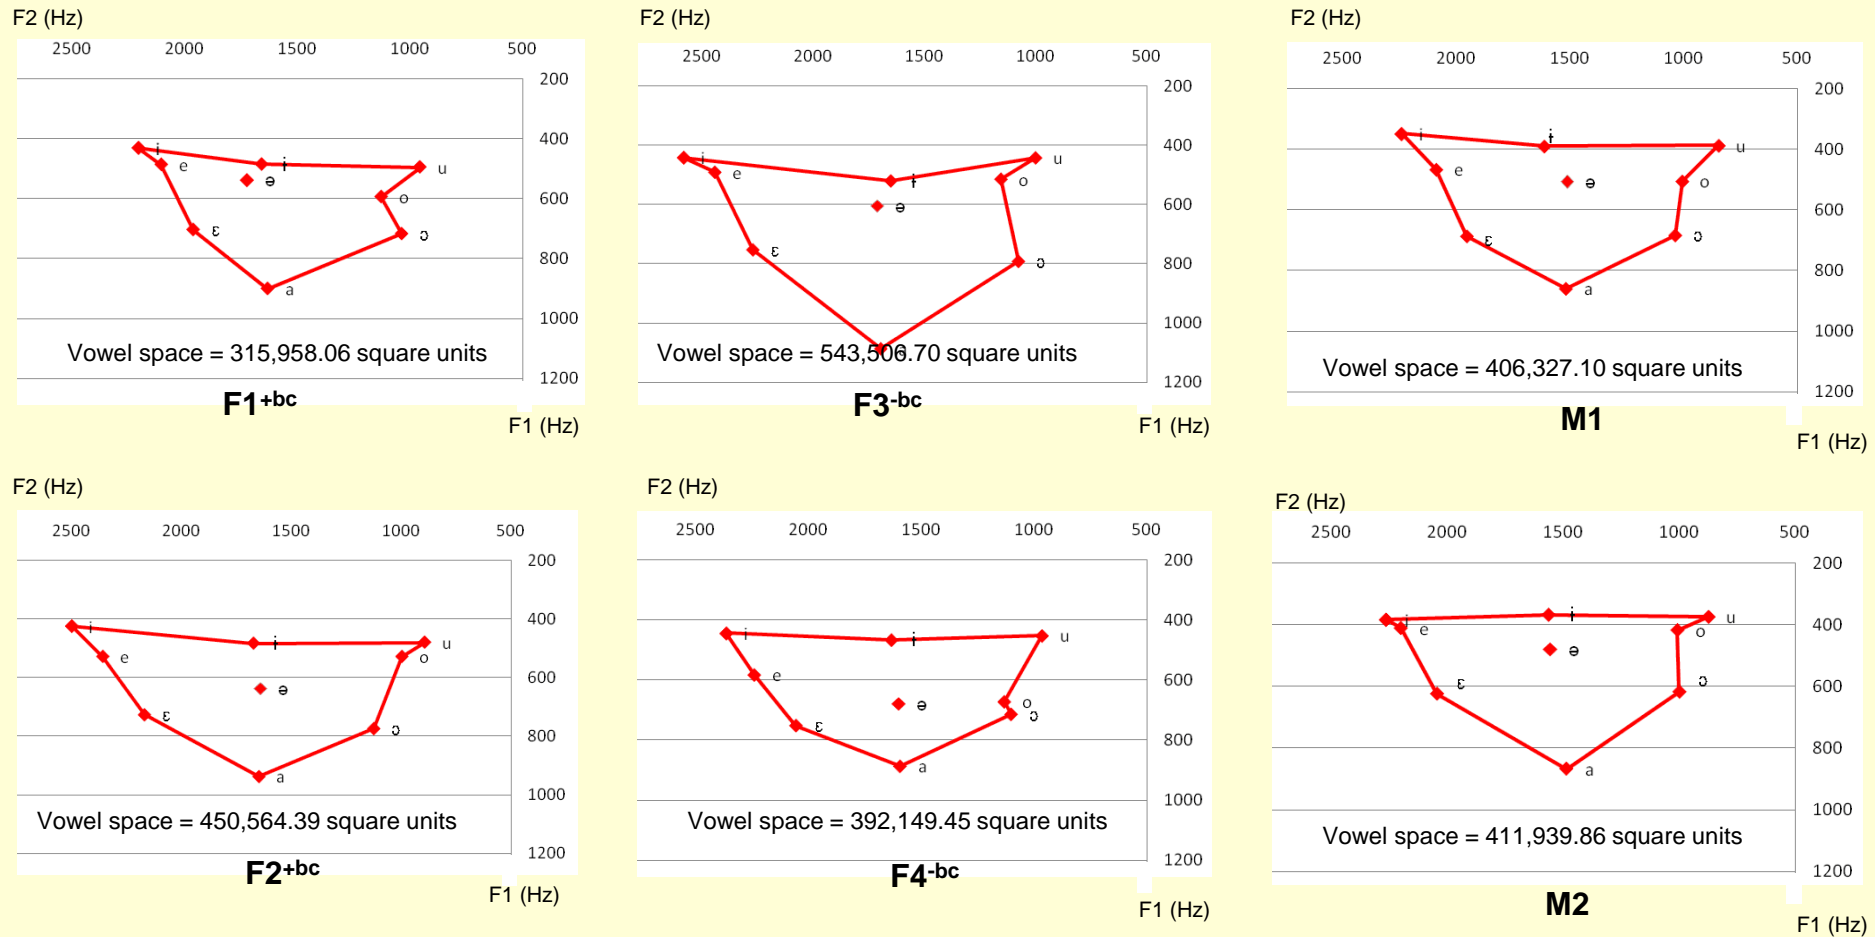 F2 (Hz)
2500 2000 1500 1000 500
200
400
600
800
1000
1200
i
e
ɛ
a
ɔ
o
u
ɨ
ə
Vowel space = 315,958.06 square units
F1+bc
F1 (Hz)
F2 (Hz)
2500 2000 1500 1000 500
200
400
600
800
1000
1200
i
e
ɛ
ɔ
o
u
ɨ
ə
Vowel space = 543,506.70 square units
F3-bc
F1 (Hz)
F2 (Hz)
2500 2000 1500 1000 500
200
400
600
800
1000
1200
i
e
ɛ
a
ɔ
o
u
ɨ
ə
Vowel space = 406,327.10 square units
M1
F1 (Hz)
F2 (Hz)
2500 2000 1500 1000 500
200
400
600
800
1000
1200
i
e
ɛ
a
ɔ
o
u
ɨ
ə
Vowel space = 450,564.39 square units
F2+bc
F1 (Hz)
F2 (Hz)
2500 2000 1500 1000 500
200
400
600
800
1000
1200
i
e
ɛ
a
ɔ
o
u
ɨ
ə
Vowel space = 392,149.45 square units
F4-bc
F1 (Hz)
F2 (Hz)
2500 2000 1500 1000 500
200
400
600
800
1000
1200
i
e
ɛ
a
ɔ
o
u
ɨ
ə
Vowel space = 411,939.86 square units
M2
F1 (Hz)